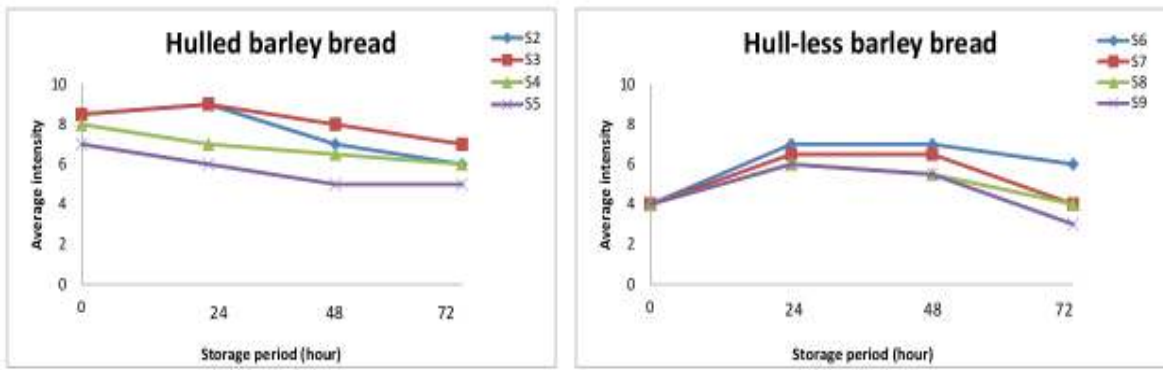 Hulled barley bread
S2
S3
S4
S5
10
8
6
4
2
0
Average intensity
0
24
48
72
Storage period (hour)
Hull-less barley bread
S6
S7
S8
S9
10
8
6
4
2
0
Average intensity
0
24
48
72
Storage period (hour)